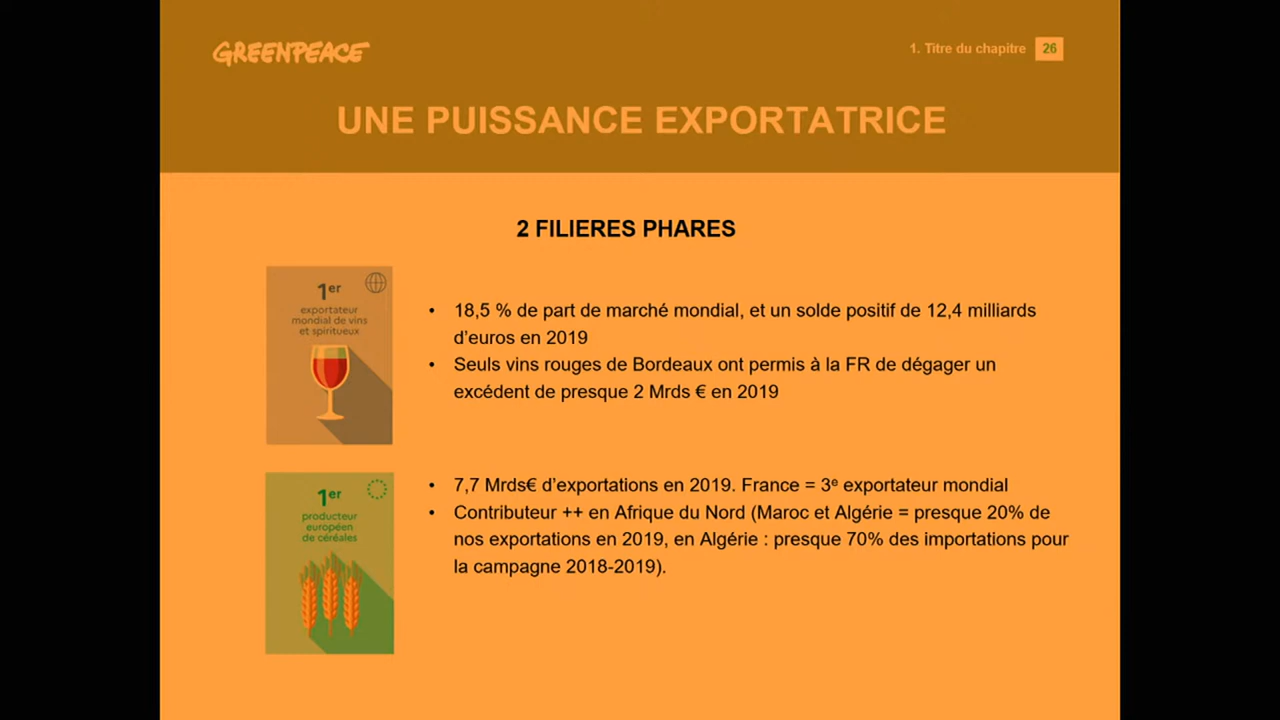 GREENPEACE
1. Titre du chapitre 26
UNE PUISSANCE EXPORTATRICE
2 FILIERES PHARES
1er
exportateur
mondial de vins
et spiritueux
• 18,5 % de part de marché mondial, et un solde positif de 12,4 milliards
d’euros en 2019
• Seuls vins rouges de Bordeaux ont permis à la FR de dégager un
excédent de presque 2 Mrds € en 2019
1er
producteur
européen
de céréales
• 7,7 Mrds€ d’exportations en 2019. France = 3e exportateur mondial
• Contributeur ++ en Afrique du Nord (Maroc et Algérie = presque 20% de
nos exportations en 2019, en Algérie : presque 70% des importations pour
la campagne 2018-2019).